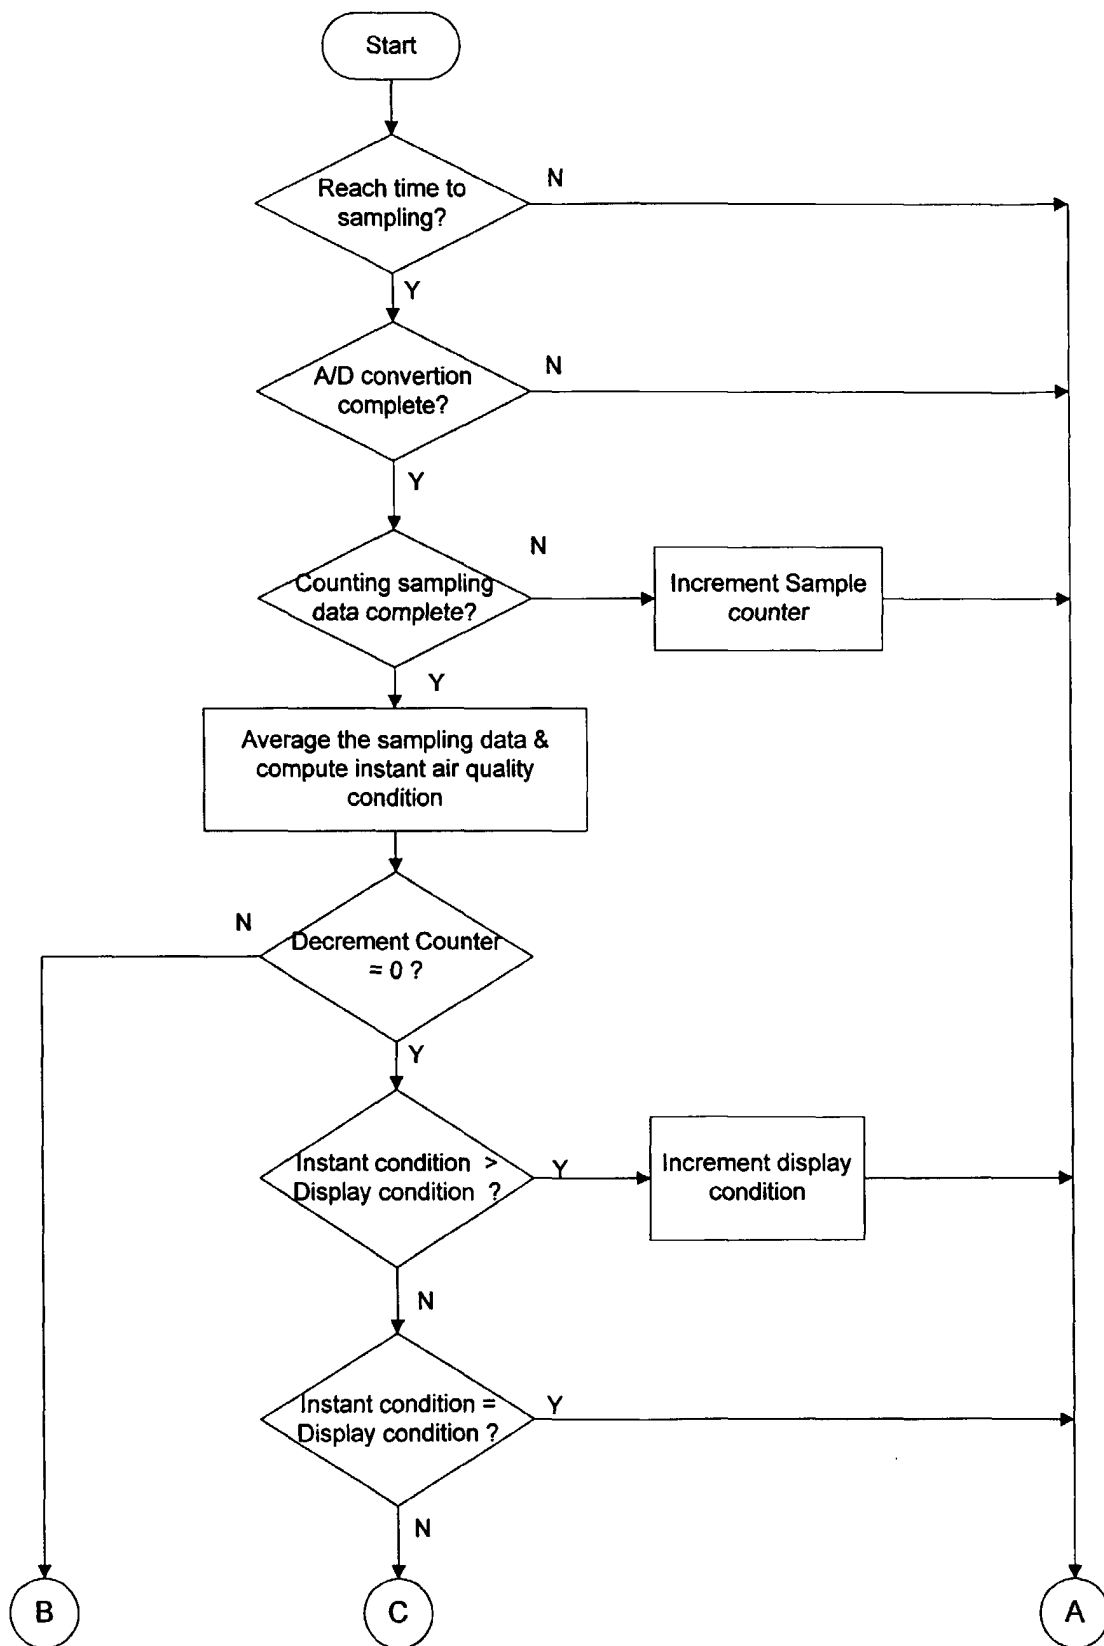 Start
Reach time to
sampling?
N
Y
A/D convertion
complete?
N
Y
Counting sampling
data complete?
N
Increment Sample
counter
Y
Average the sampling data &
compute instant air quality
condition
N
Decrement Counter
= 0 ?
Y
Instant condition >
Display condition ?
Y
Increment display
condition
N
Instant condition =
Display condition ?
Y
N
B
C
A